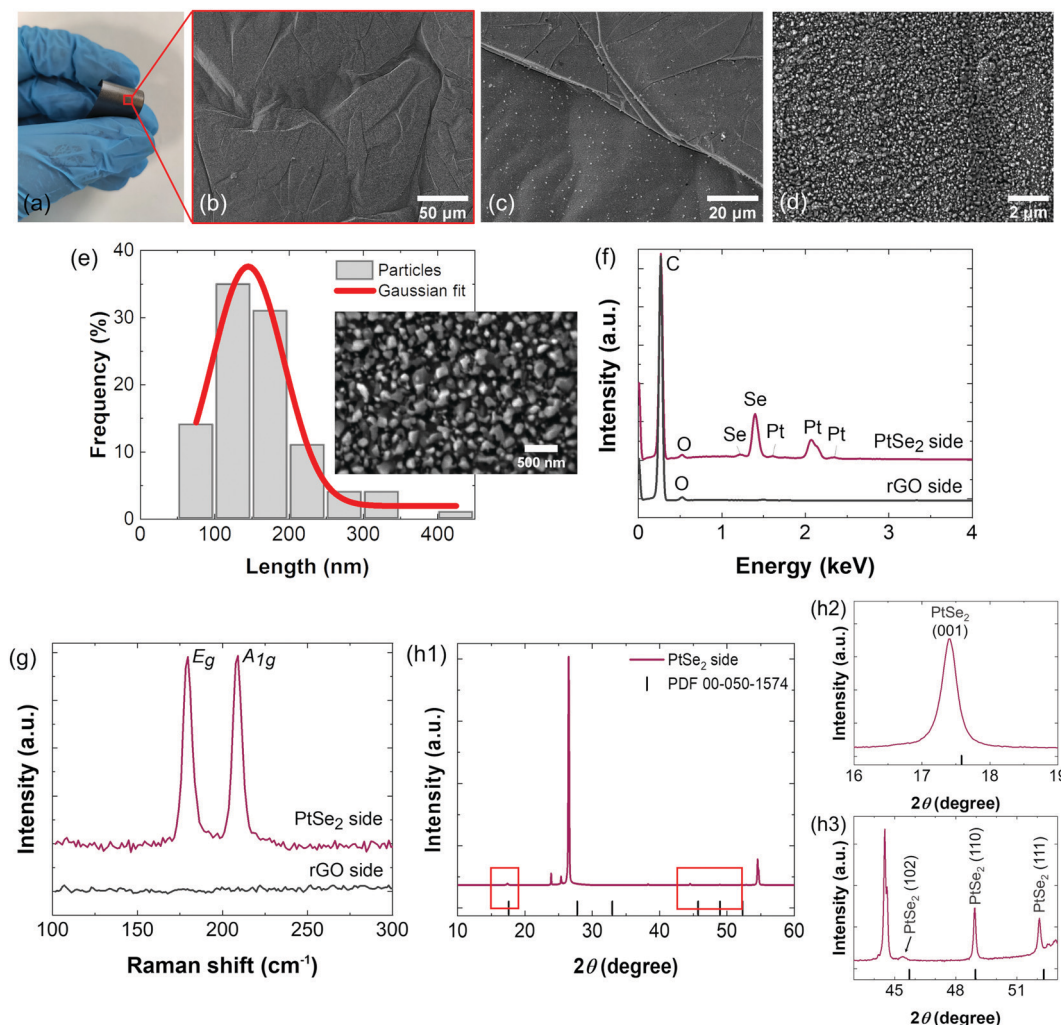 (a)
(b)
50 μm
(c)
20 μm
(d)
2 μm
(e)
Particles
Gaussian fit
500 nm
Frequency (%)
40
30
20
10
0
100
200
300
400
Length (nm)
(f)
C
O
Se
Se
Pt
Pt
Pt
PtSe₂ side
O
rGO side
Intensity (a.u.)
0
1
2
3
4
Energy (keV)
(g)
Eg
A1g
PtSe₂ side
rGO side
Intensity (a.u.)
100
150
200
250
300
Raman shift (cm⁻¹)
(h1)
PtSe₂ side
PDF 00-050-1574
Intensity (a.u.)
10
20
30
40
50
60
2θ (degree)
(h2)
PtSe₂
(001)
Intensity (a.u.)
16
17
18
19
2θ (degree)
(h3)
PtSe₂ (102)
PtSe₂ (110)
PtSe₂ (111)
Intensity (a.u.)
45
48
51
2θ (degree)